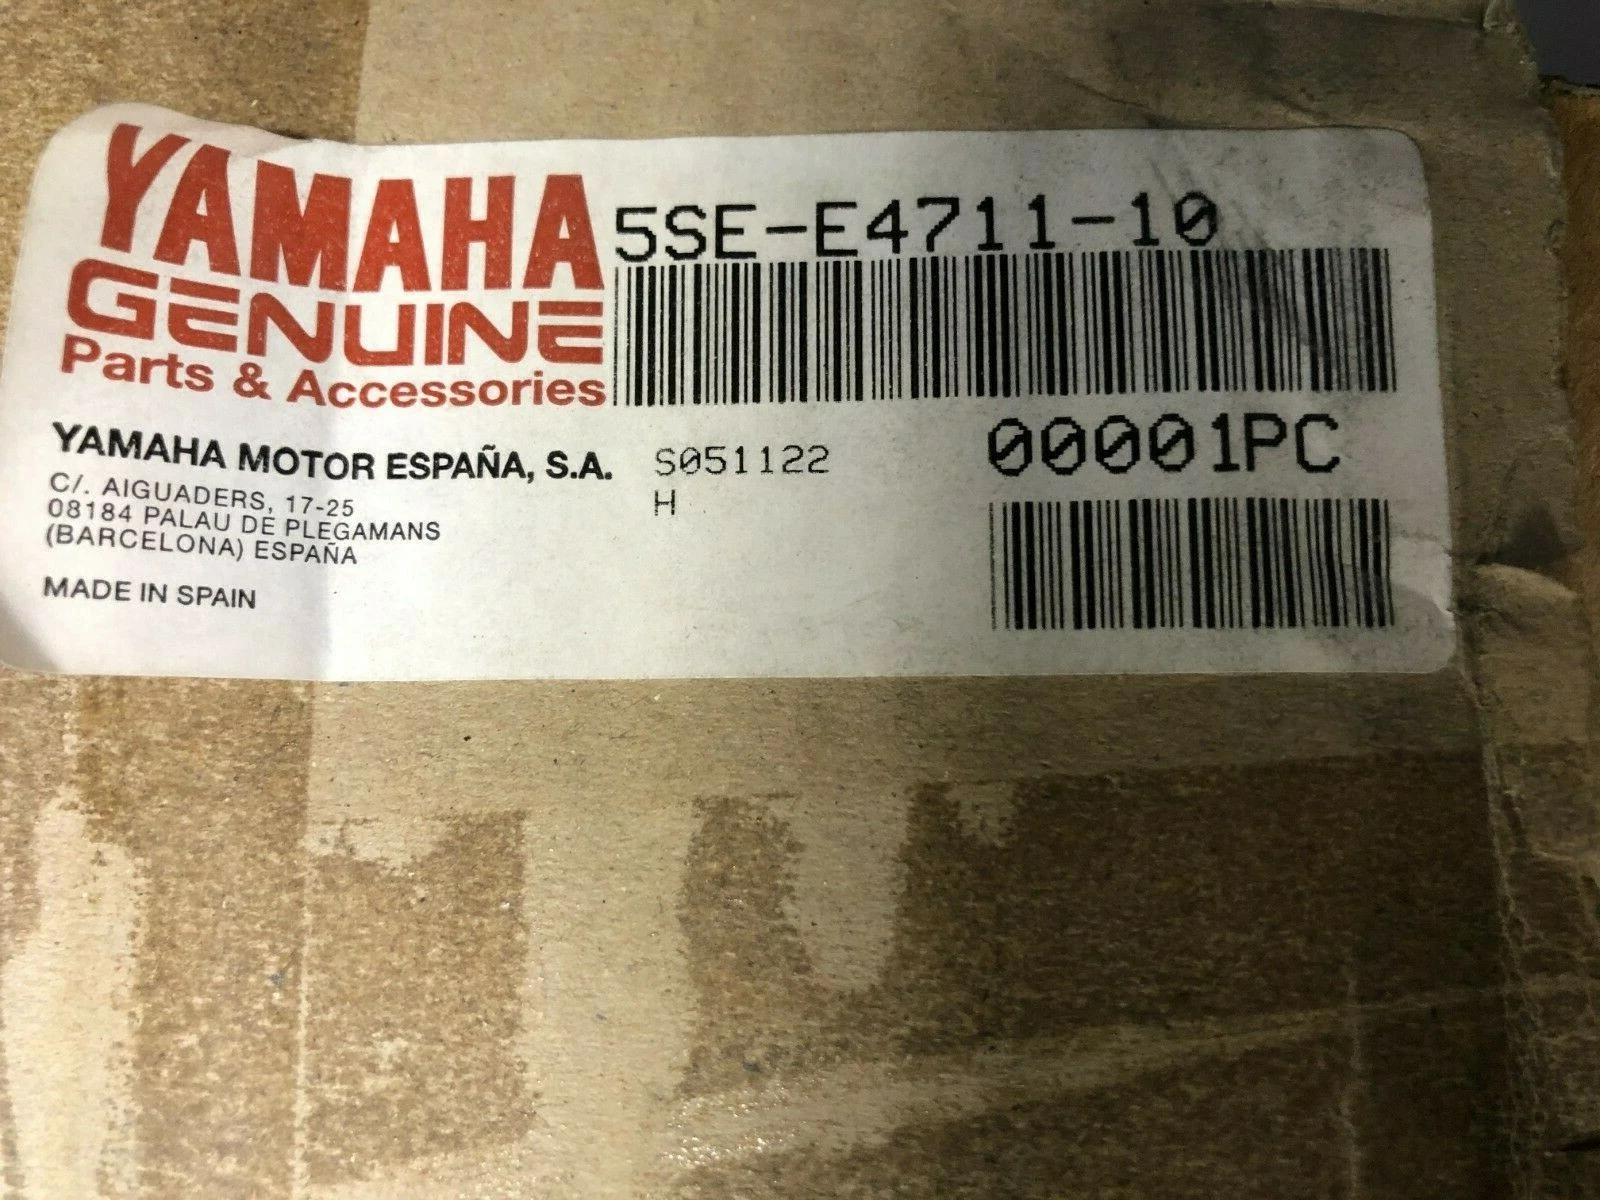 YAMAHA
GENUINE
Parts & Accessories
5SE-E4711-10
00001PC
YAMAHA MOTOR ESPAÑA, S.A.
C/. AIGUADERS, 17-25
08184 PALAU DE PLEGAMANS
(BARCELONA) ESPAÑA
MADE IN SPAIN
S051122
H